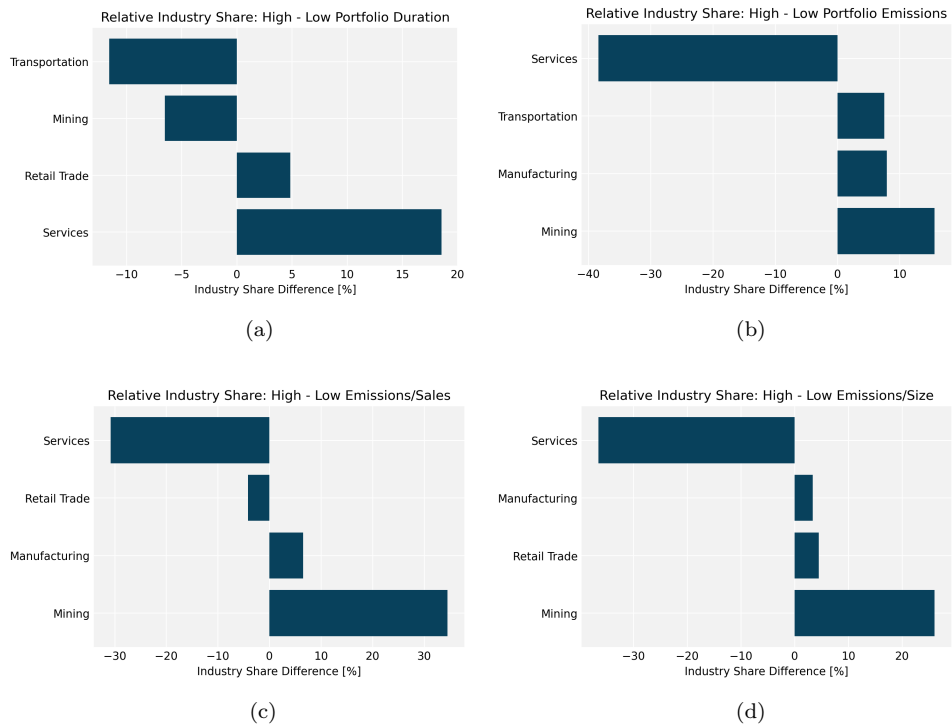 Relative Industry Share: High - Low Portfolio Duration
Transportation
Mining
Retail Trade
Services
−10 −5 0 5 10 15 20
Industry Share Difference [%]
(a)
Relative Industry Share: High - Low Portfolio Emissions
Services
Transportation
Manufacturing
Mining
−40 −30 −20 −10 0 10
Industry Share Difference [%]
(b)
Relative Industry Share: High - Low Emissions/Sales
Services
Retail Trade
Manufacturing
Mining
−30 −20 −10 0 10 20 30
Industry Share Difference [%]
(c)
Relative Industry Share: High - Low Emissions/Size
Services
Manufacturing
Retail Trade
Mining
−30 −20 −10 0 10 20
Industry Share Difference [%]
(d)